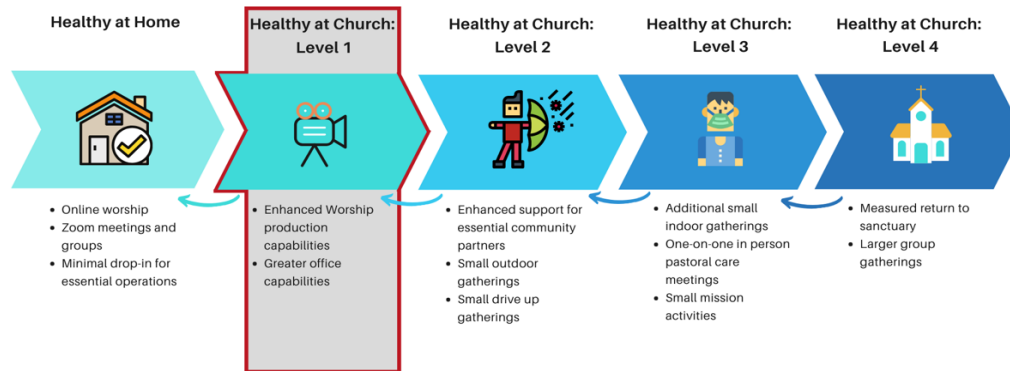 Healthy at Home
Healthy at Church:
Level 1
Healthy at Church:
Level 2
Healthy at Church:
Level 3
Healthy at Church:
Level 4
• Online worship
• Zoom meetings and
groups
• Minimal drop-in for
essential operations
• Enhanced Worship
production
capabilities
• Greater office
capabilities
• Enhanced support for
essential community
partners
• Small outdoor
gatherings
• Small drive up
gatherings
• Additional small
indoor gatherings
• One-on-one in person
pastoral care
meetings
• Small mission
activities
• Measured return to
sanctuary
• Larger group
gatherings